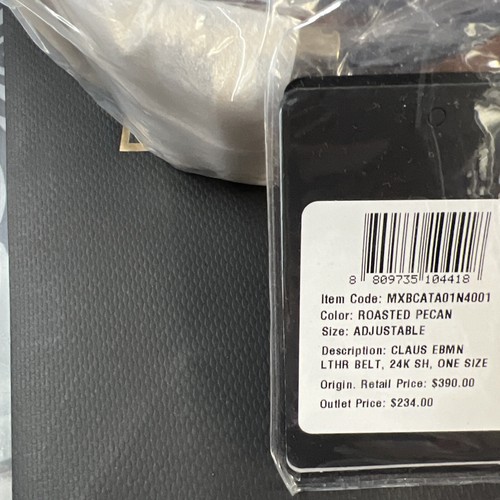 8 809735 104418
Item Code: MXBCATA01N4001
Color: ROASTED PECAN
Size: ADJUSTABLE
Description: CLAUS EBMN
LTHR BELT, 24K SH, ONE SIZE
Origin. Retail Price: $390.00
Outlet Price: $234.00